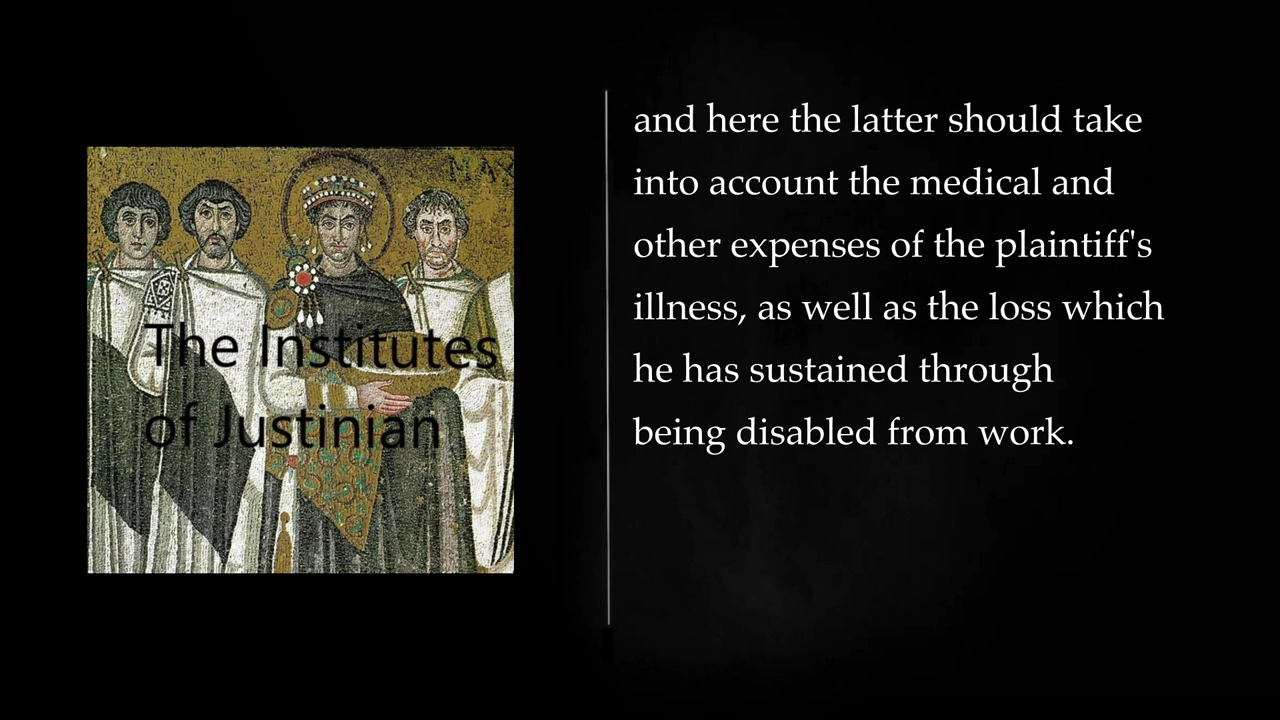 MAX
The Institutes
of Justinian
and here the latter should take
into account the medical and
other expenses of the plaintiff's
illness, as well as the loss which
he has sustained through
being disabled from work.